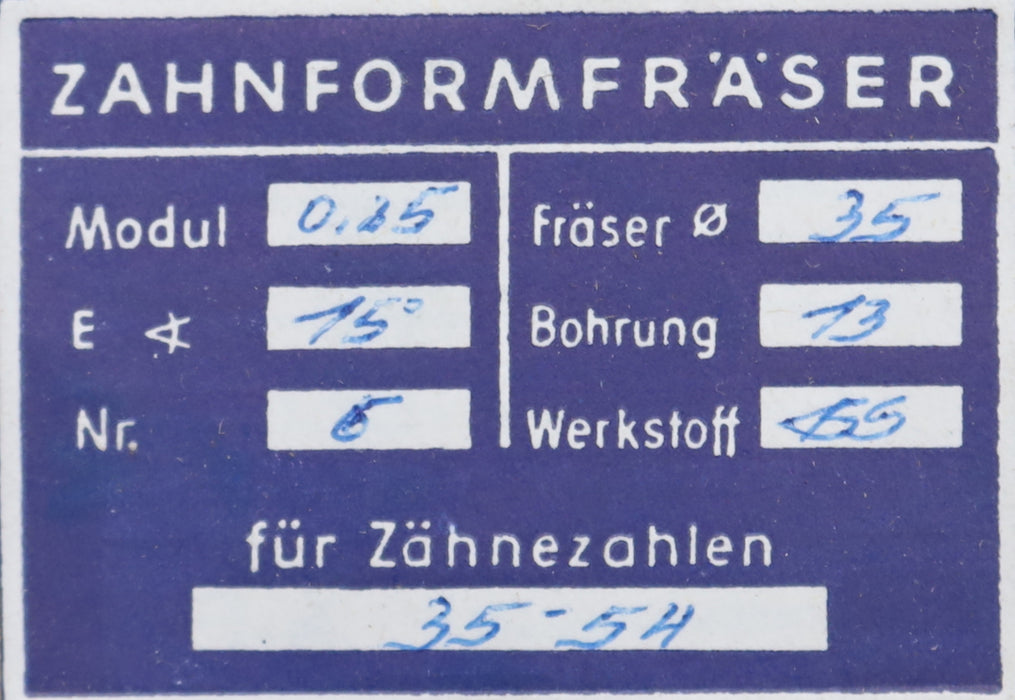 ZAHNFORMFRÄSER
Modul 0.25
E ∢ 15°
Nr. 6
Fräser Ø 35
Bohrung 13
Werkstoff
für Zähnezahlen
35-54